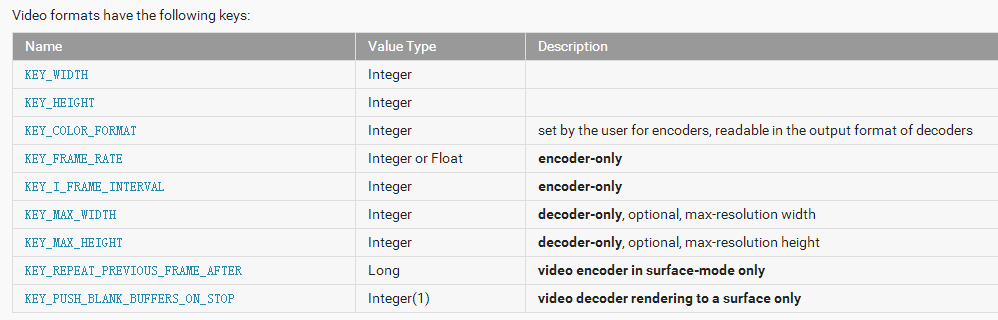 Video formats have the following keys:
Name Value Type Description
KEY_WIDTH Integer
KEY_HEIGHT Integer
KEY_COLOR_FORMAT Integer set by the user for encoders, readable in the output format of decoders
KEY_FRAME_RATE Integer or Float encoder-only
KEY_I_FRAME_INTERVAL Integer encoder-only
KEY_MAX_WIDTH Integer decoder-only, optional, max-resolution width
KEY_MAX_HEIGHT Integer decoder-only, optional, max-resolution height
KEY_REPEAT_PREVIOUS_FRAME_AFTER Long video encoder in surface-mode only
KEY_PUSH_BLANK_BUFFERS_ON_STOP Integer(1) video decoder rendering to a surface only